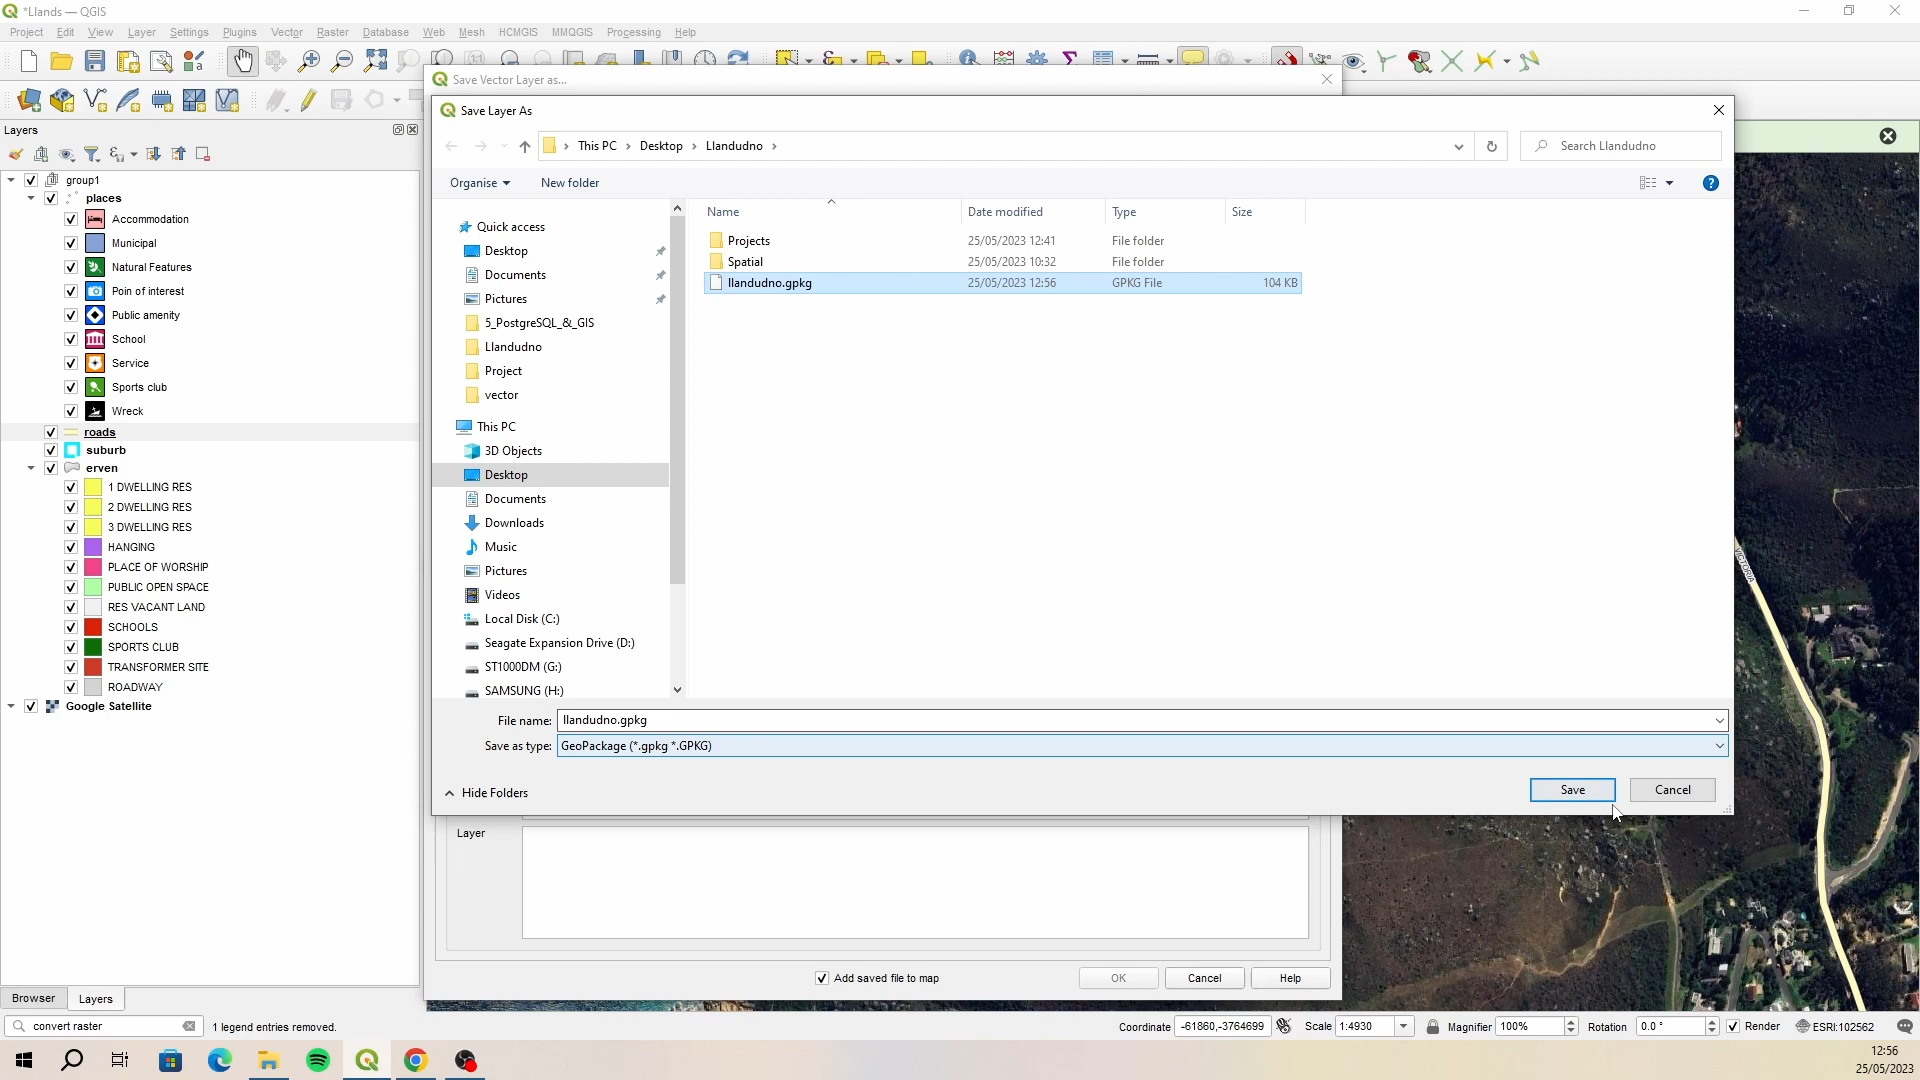 *Llands — QGIS
Project Edit View Layer Settings Plugins Vector Raster Database Web Mesh HCMGIS MMQGIS Processing Help
Save Vector Layer as...
Save Layer As
Layers
This PC Desktop Llandudno
Search Llandudno
Organise New folder
group1
places
Accommodation
Municipal
Natural Features
Poin of interest
Public amenity
School
Service
Sports club
Wreck
roads
suburb
erven
1 DWELLING RES
2 DWELLING RES
3 DWELLING RES
HANGING
PLACE OF WORSHIP
PUBLIC OPEN SPACE
RES VACANT LAND
SCHOOLS
SPORTS CLUB
TRANSFORMER SITE
ROADWAY
Google Satellite
Quick access
Desktop
Documents
Pictures
5_PostgreSQL_&_GIS
Llandudno
Project
vector
This PC
3D Objects
Desktop
Documents
Downloads
Music
Pictures
Videos
Local Disk (C:)
Seagate Expansion Drive (D:)
ST1000DM (G:)
SAMSUNG (H:)
Name Date modified Type Size
Projects 25/05/2023 12:41 File folder
Spatial 25/05/2023 10:32 File folder
llandudno.gpkg 25/05/2023 12:56 GPKG File 104 KB
VICTORIA
File name: llandudno.gpkg
Save as type: GeoPackage (*.gpkg *.GPKG)
Hide Folders Save Cancel
Layer
Add saved file to map OK Cancel Help
Browser Layers
convert raster 1 legend entries removed. Coordinate -61860,-3764699 Scale 1:4930 Magnifier 100% Rotation 0.0 ° Render ESRI:102562
12:56
25/05/2023